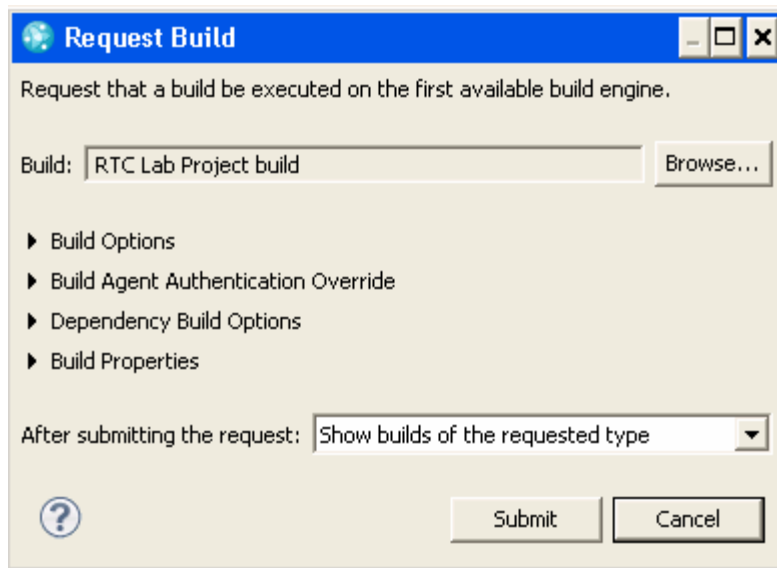 Request Build
Request that a build be executed on the first available build engine.
Build: RTC Lab Project build Browse...
Build Options
Build Agent Authentication Override
Dependency Build Options
Build Properties
After submitting the request: Show builds of the requested type
? Submit Cancel